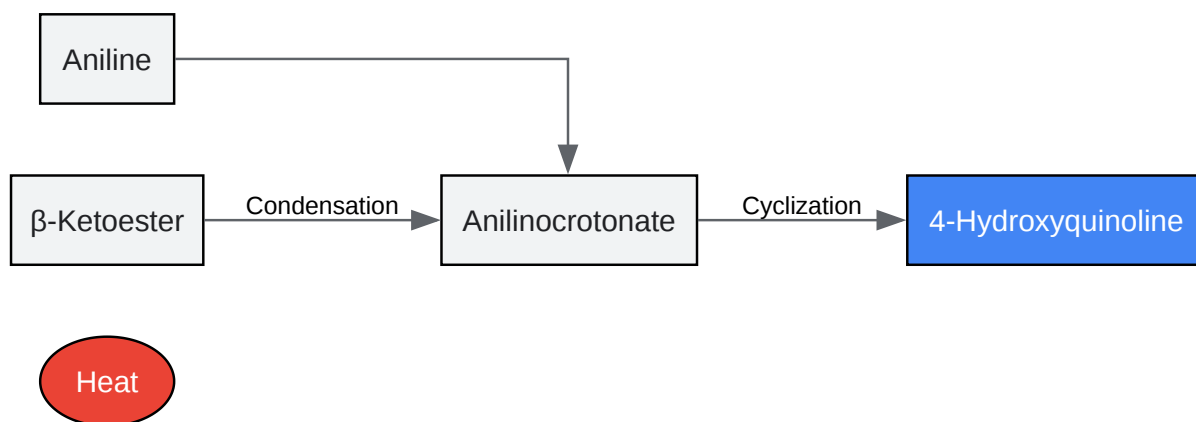 Aniline
β-Ketoester
Condensation
Anilinocrotonate
Cyclization
4-Hydroxyquinoline
Heat